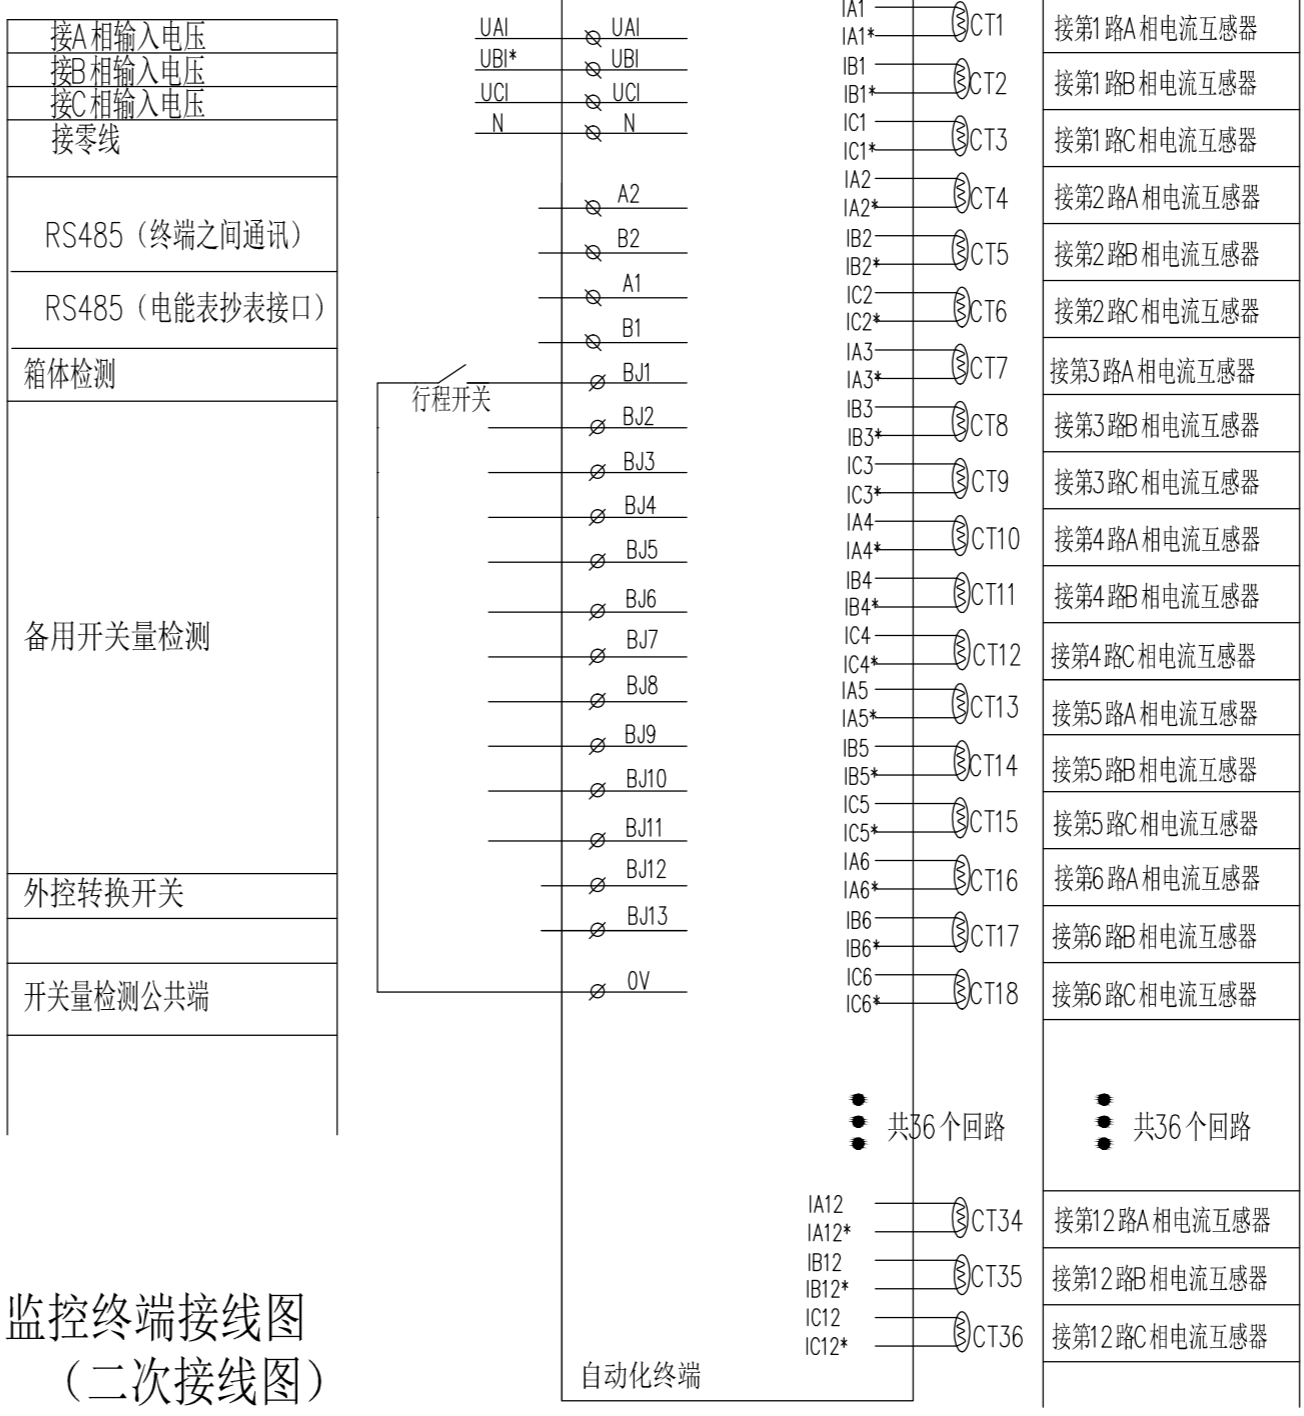 接A相输入电压
接B相输入电压
接C相输入电压
接零线
RS485（终端之间通讯）
RS485（电能表抄表接口）
箱体检测
备用开关量检测
外控转换开关
开关量检测公共端
监控终端接线图
（二次接线图）
UAI UAI
UBI* UBI
UCI UCI
N N
A2
B2
A1
B1
行程开关
BJ1
BJ2
BJ3
BJ4
BJ5
BJ6
BJ7
BJ8
BJ9
BJ10
BJ11
BJ12
BJ13
0V
自动化终端
IA1
IA1*
CT1 接第1路A相电流互感器
IB1
IB1*
CT2 接第1路B相电流互感器
IC1
IC1*
CT3 接第1路C相电流互感器
IA2
IA2*
CT4 接第2路A相电流互感器
IB2
IB2*
CT5 接第2路B相电流互感器
IC2
IC2*
CT6 接第2路C相电流互感器
IA3
IA3*
CT7 接第3路A相电流互感器
IB3
IB3*
CT8 接第3路B相电流互感器
IC3
IC3*
CT9 接第3路C相电流互感器
IA4
IA4*
CT10 接第4路A相电流互感器
IB4
IB4*
CT11 接第4路B相电流互感器
IC4
IC4*
CT12 接第4路C相电流互感器
IA5
IA5*
CT13 接第5路A相电流互感器
IB5
IB5*
CT14 接第5路B相电流互感器
IC5
IC5*
CT15 接第5路C相电流互感器
IA6
IA6*
CT16 接第6路A相电流互感器
IB6
IB6*
CT17 接第6路B相电流互感器
IC6
IC6*
CT18 接第6路C相电流互感器
共36个回路 共36个回路
IA12
IA12*
CT34 接第12路A相电流互感器
IB12
IB12*
CT35 接第12路B相电流互感器
IC12
IC12*
CT36 接第12路C相电流互感器